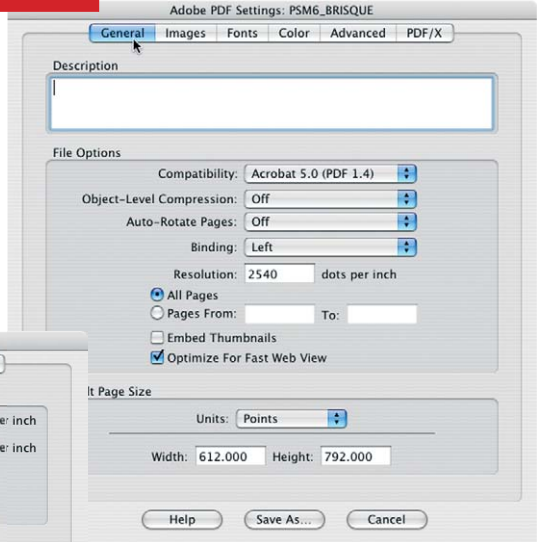 Adobe PDF Settings: PSM6_BRISQUE
General Images Fonts Color Advanced PDF/X
Description
File Options
Compatibility: Acrobat 5.0 (PDF 1.4)
Object-Level Compression: Off
Auto-Rotate Pages: Off
Binding: Left
Resolution: 2540 dots per inch
All Pages
Pages From: To:
Embed Thumbnails
Optimize For Fast Web View
lt Page Size
er inch
Units: Points
er inch
Width: 612.000 Height: 792.000
Help Save As... Cancel